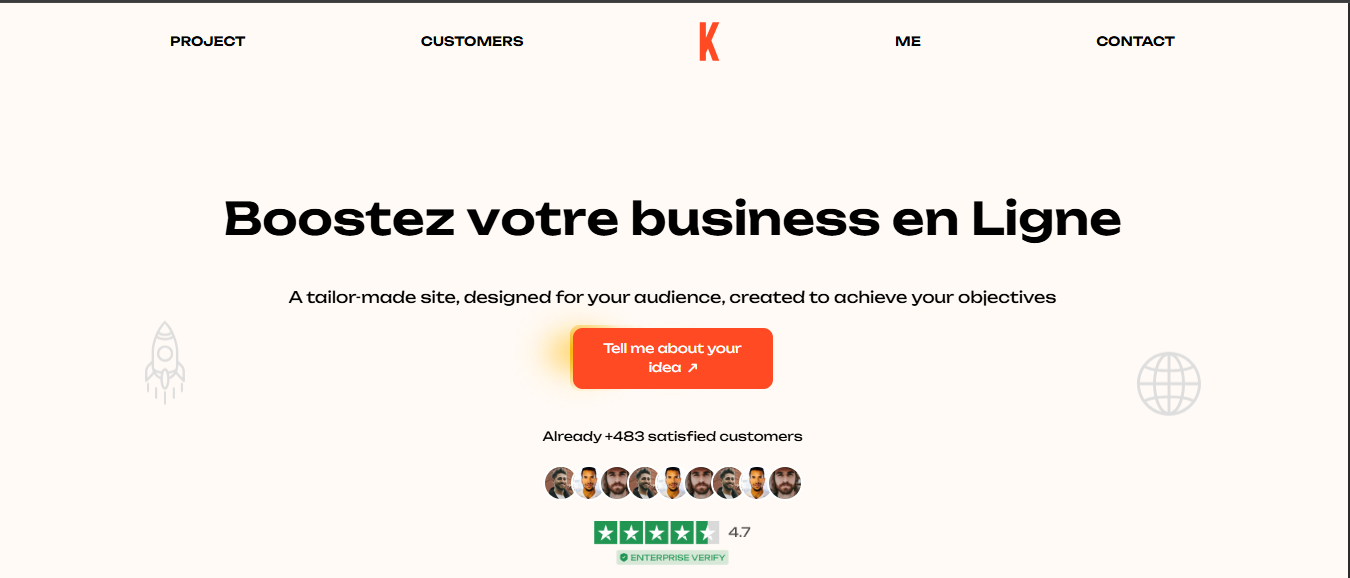 PROJECT CUSTOMERS K ME CONTACT
Boostez votre business en Ligne
A tailor-made site, designed for your audience, created to achieve your objectives
Tell me about your
idea ↗
Already +483 satisfied customers
4.7
ENTERPRISE VERIFY